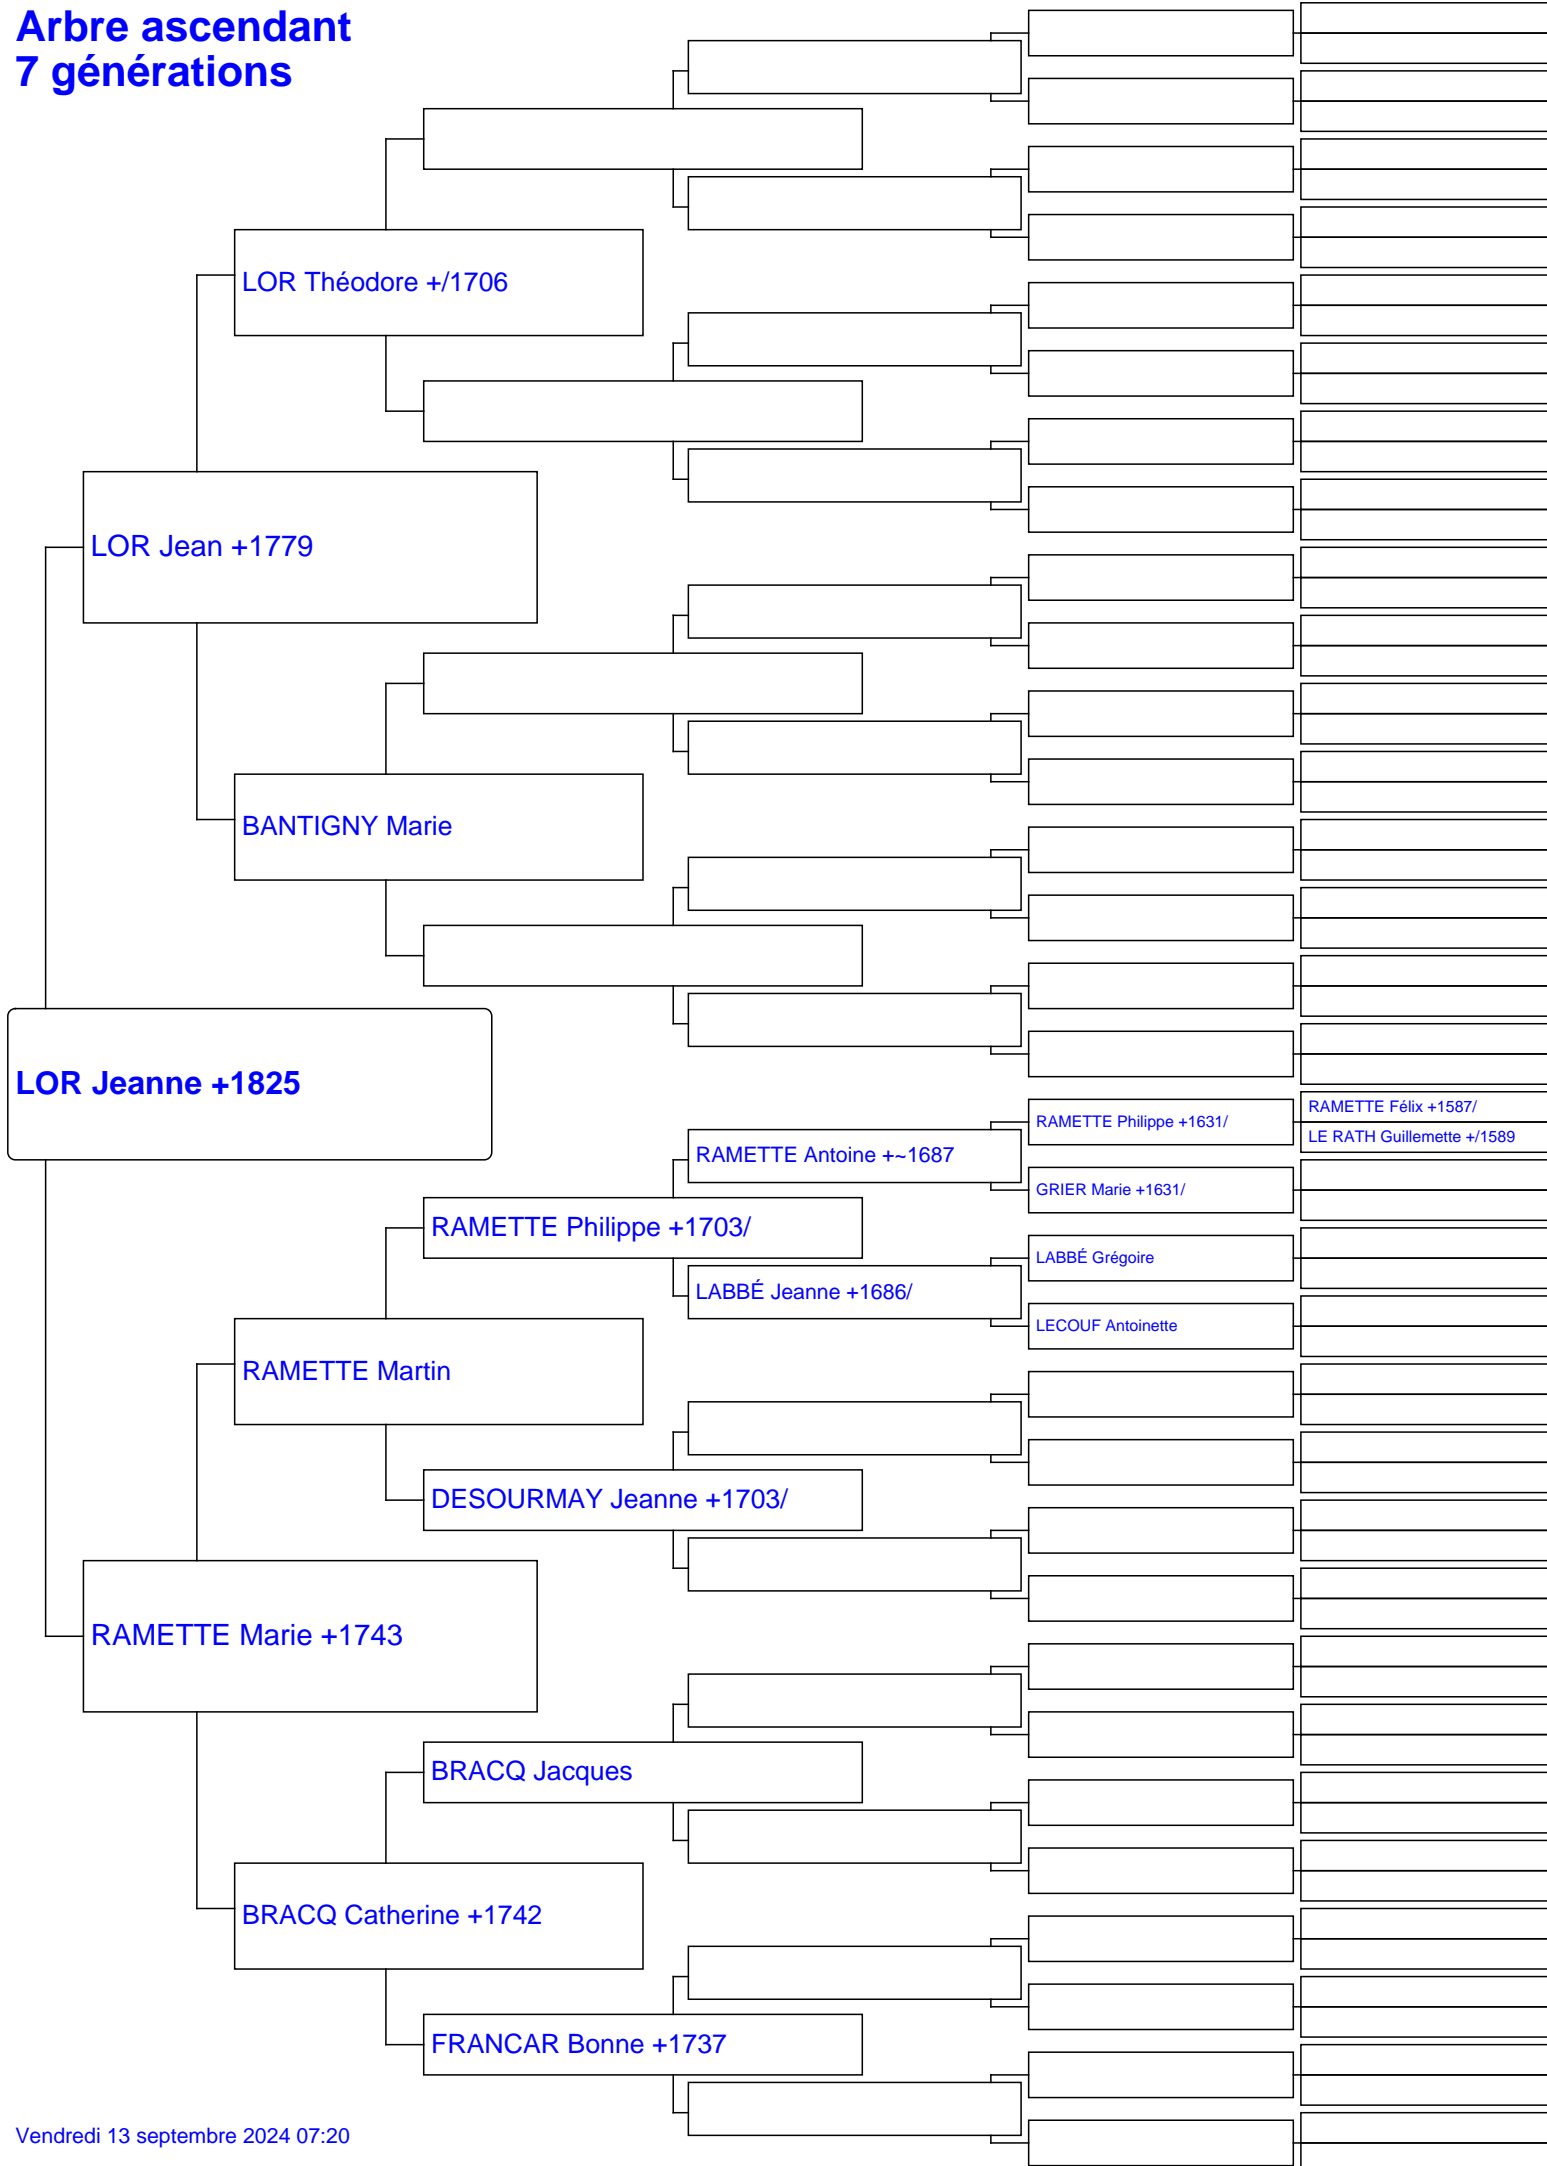 Arbre ascendant
7 générations
LOR Théodore +/1706
LOR Jean +1779
BANTIGNY Marie
LOR Jeanne +1825
RAMETTE Félix +1587/
RAMETTE Philippe +1631/
LE RATH Guillemette +/1589
RAMETTE Antoine +~1687
GRIER Marie +1631/
RAMETTE Philippe +1703/
LABBÉ Grégoire
LABBÉ Jeanne +1686/
LECOUF Antoinette
RAMETTE Martin
DESOURMAY Jeanne +1703/
RAMETTE Marie +1743
BRACQ Jacques
BRACQ Catherine +1742
FRANCAR Bonne +1737
Vendredi 13 septembre 2024 07:20